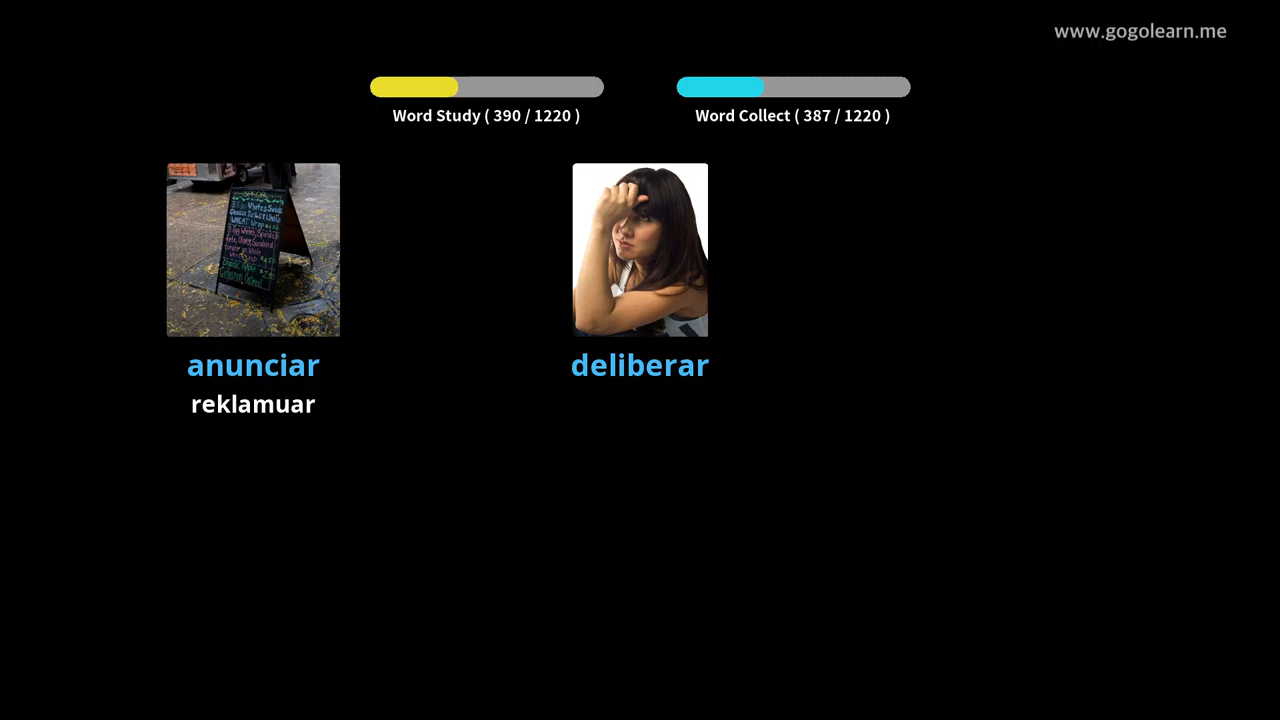 www.gogolearn.me
Word Study ( 390 / 1220 )
Word Collect ( 387 / 1220 )
anunciar
deliberar
reklamuar